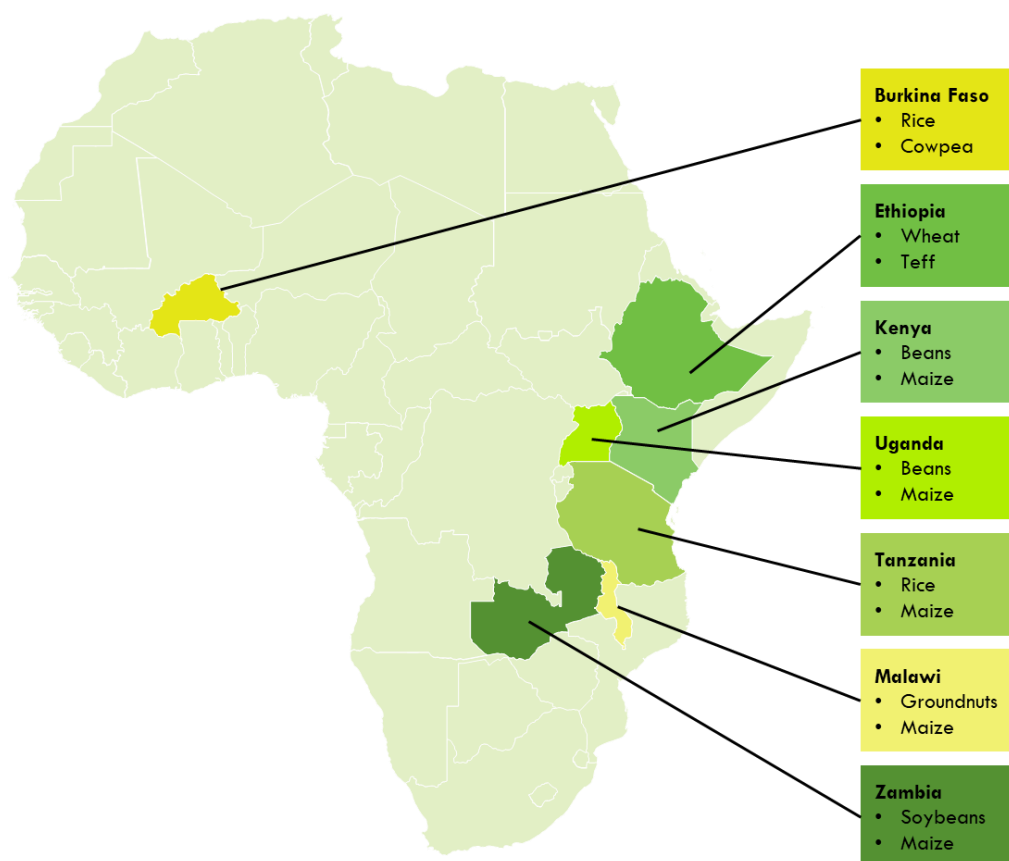 Burkina Faso
• Rice
• Cowpea
Ethiopia
• Wheat
• Teff
Kenya
• Beans
• Maize
Uganda
• Beans
• Maize
Tanzania
• Rice
• Maize
Malawi
• Groundnuts
• Maize
Zambia
• Soybeans
• Maize